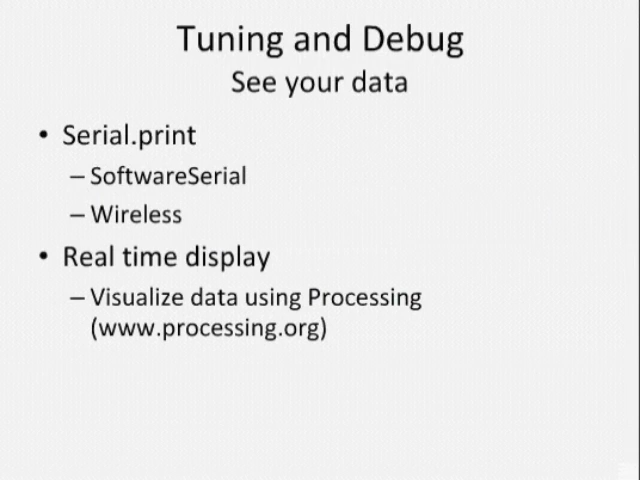 Tuning and Debug
See your data
• Serial.print
– SoftwareSerial
– Wireless
• Real time display
– Visualize data using Processing
(www.processing.org)